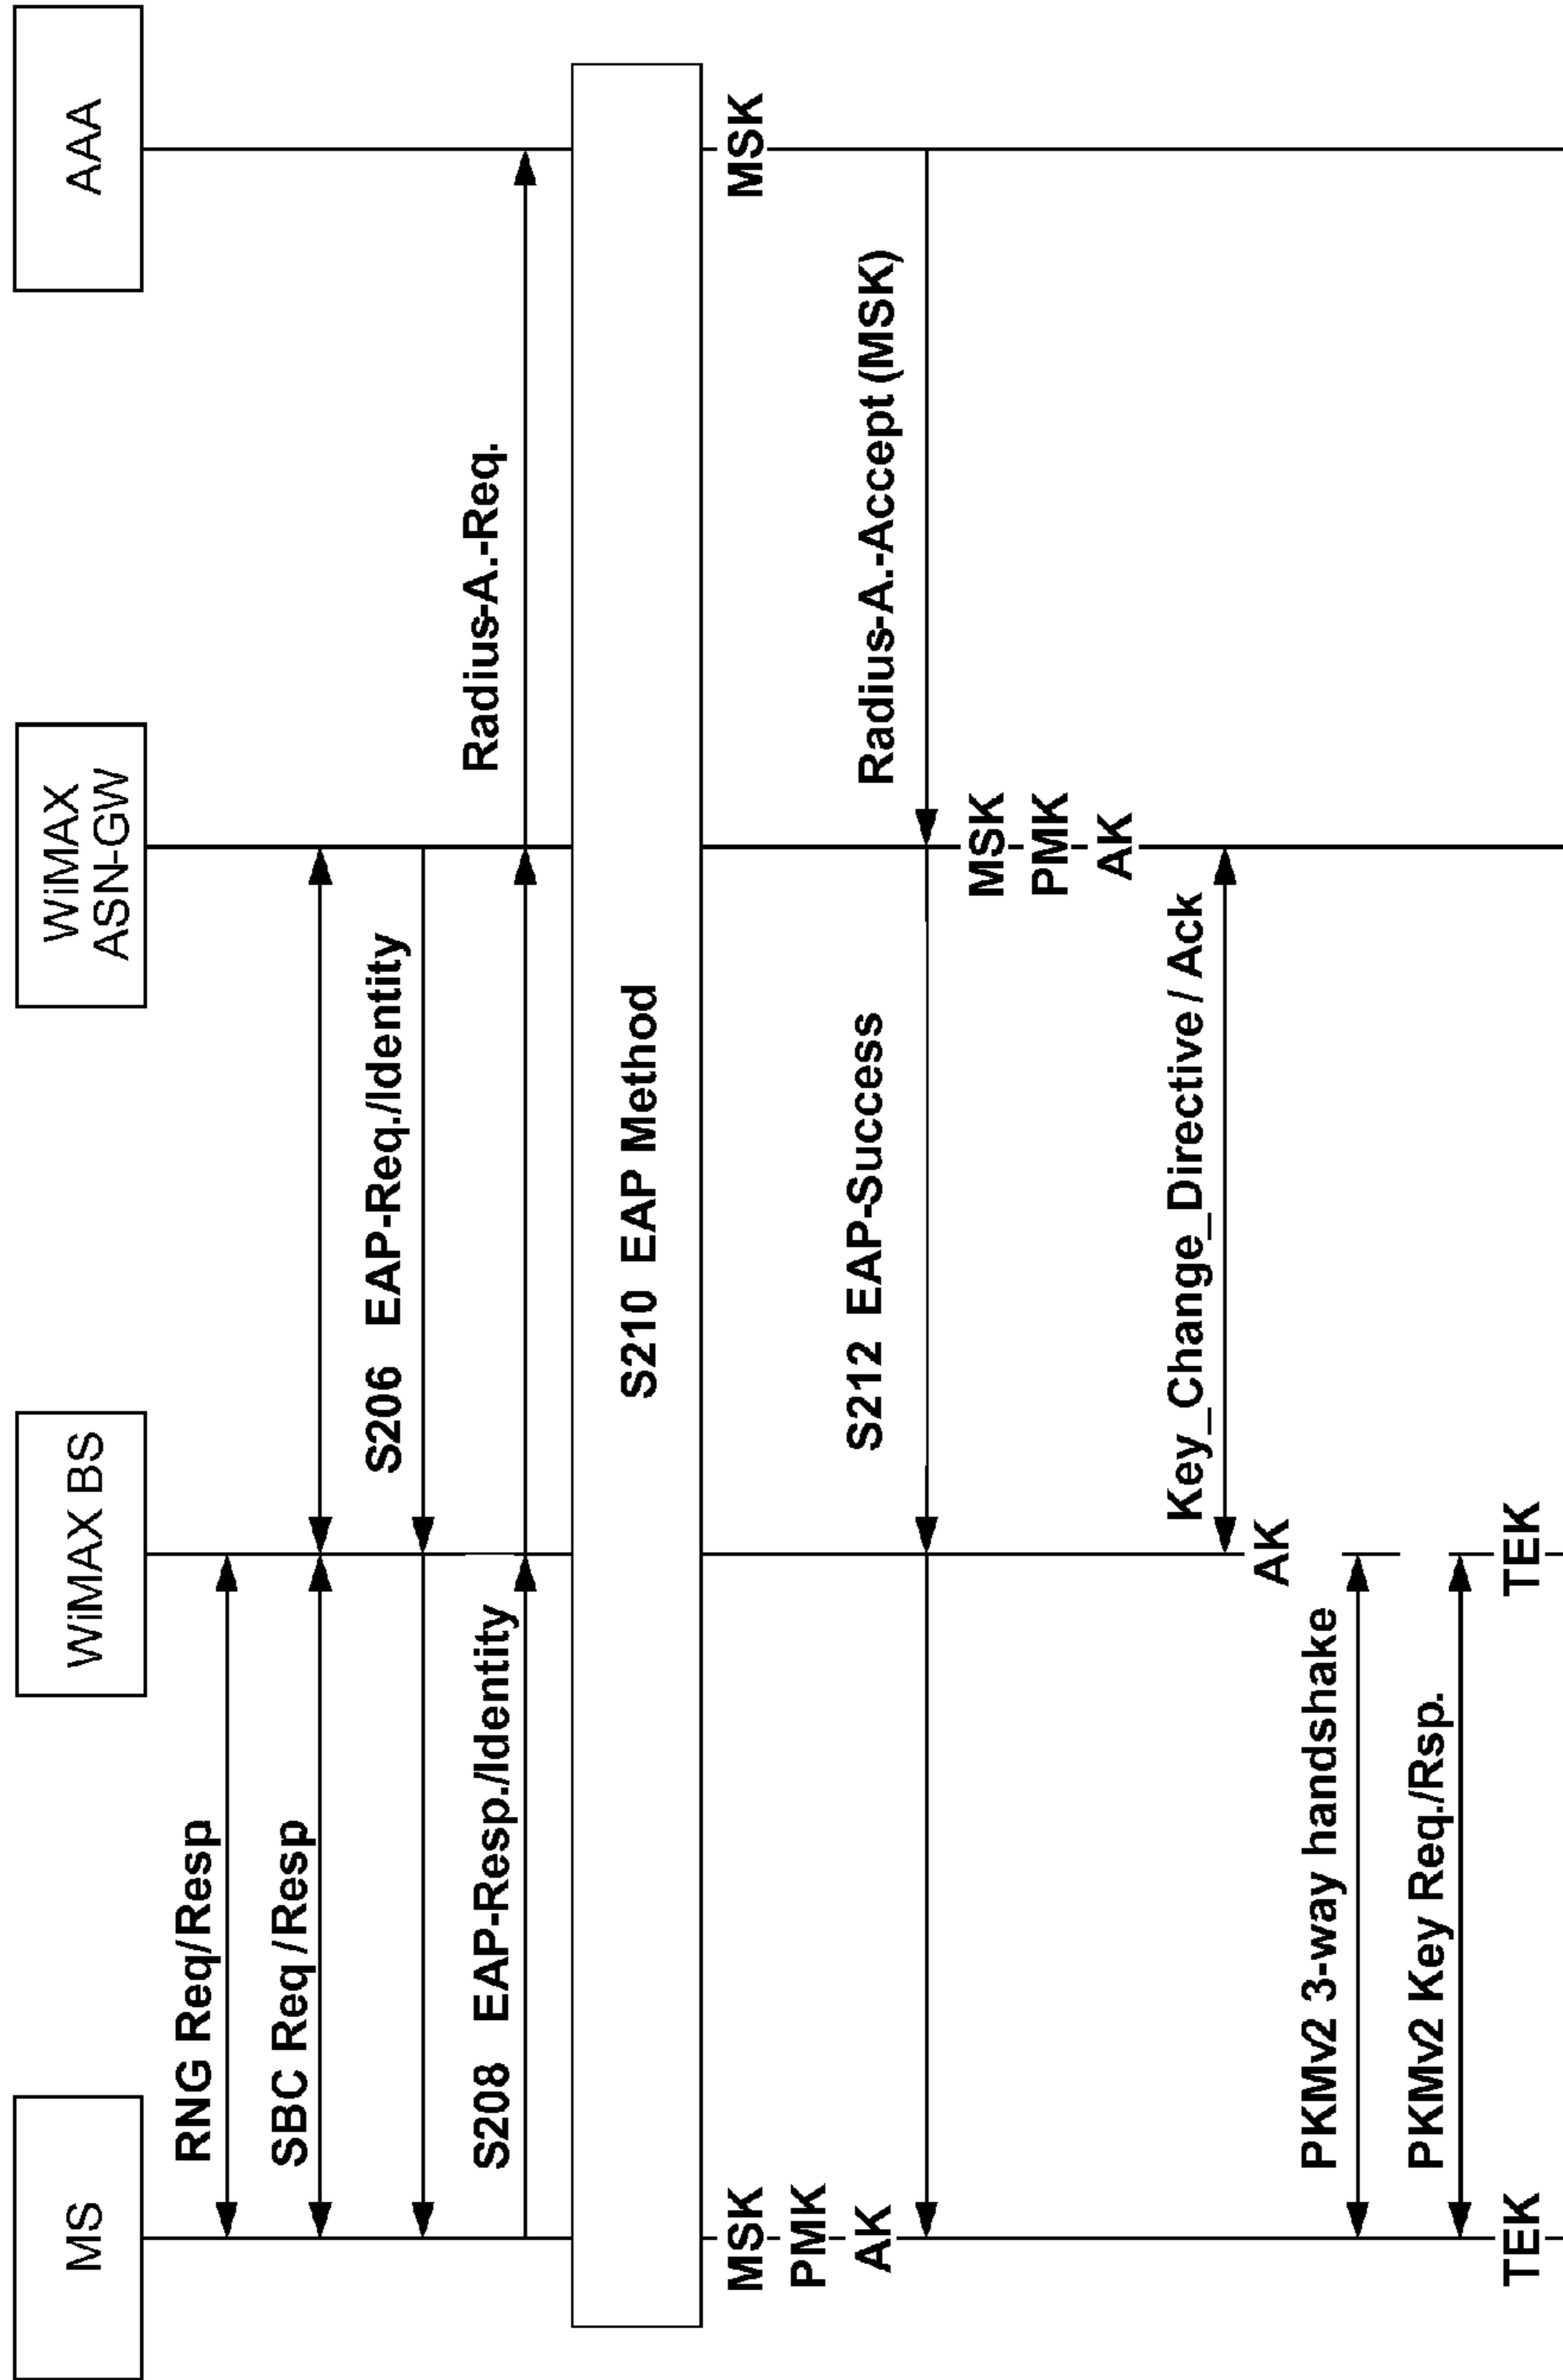 MS
WiMAX BS
WiMAX
ASN-GW
AAA
RNG Req/Resp
SBC Req /Resp
S206 EAP-Req./Identity
S208 EAP-Resp./Identity
Radius-A.-Req.
S210 EAP Method
MSK
PMK
AK
MSK
S212 EAP-Success
Radius-A.-Accept (MSK)
MSK
PMK
AK
Key_Change_Directive / Ack
AK
PKMv2 3-way handshake
PKMv2 Key Req./Rsp.
TEK
TEK